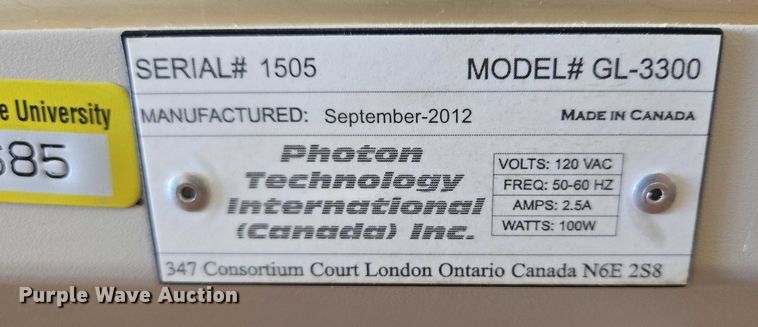 SERIAL# 1505 MODEL# GL-3300
MANUFACTURED: September-2012 MADE IN CANADA
Photon
Technology
International
(Canada) Inc.
VOLTS: 120 VAC
FREQ: 50-60 HZ
AMPS: 2.5A
WATTS: 100W
347 Consortium Court London Ontario Canada N6E 2S8
University
685
Purple Wave Auction